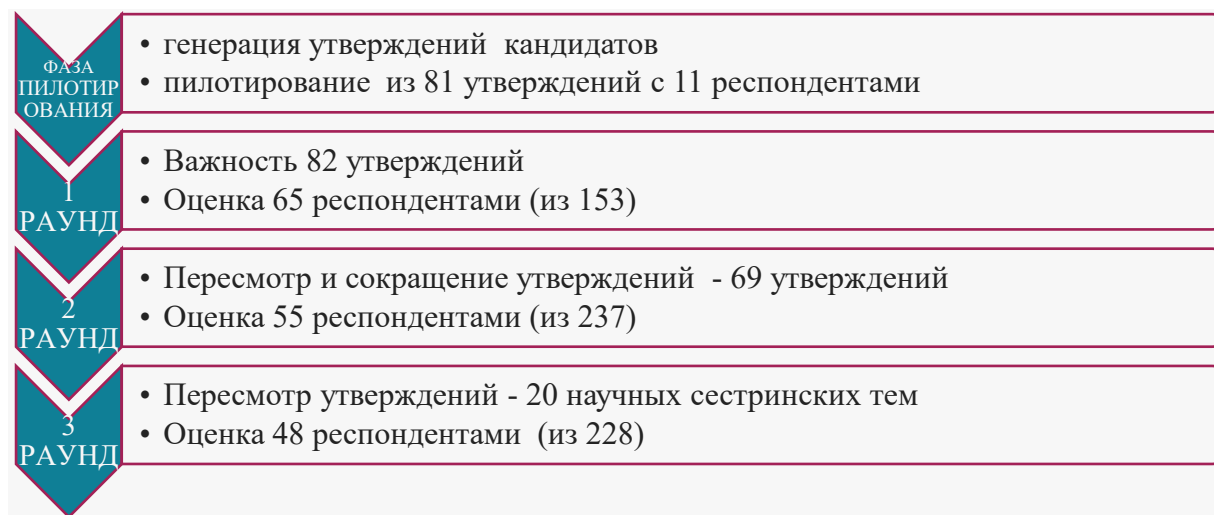 ФАЗА
ПИЛОТИР
ОВАНИЯ
• генерация утверждений кандидатов
• пилотирование из 81 утверждений с 11 респондентами
1
РАУНД
• Важность 82 утверждений
• Оценка 65 респондентами (из 153)
2
РАУНД
• Пересмотр и сокращение утверждений - 69 утверждений
• Оценка 55 респондентами (из 237)
3
РАУНД
• Пересмотр утверждений - 20 научных сестринских тем
• Оценка 48 респондентами (из 228)